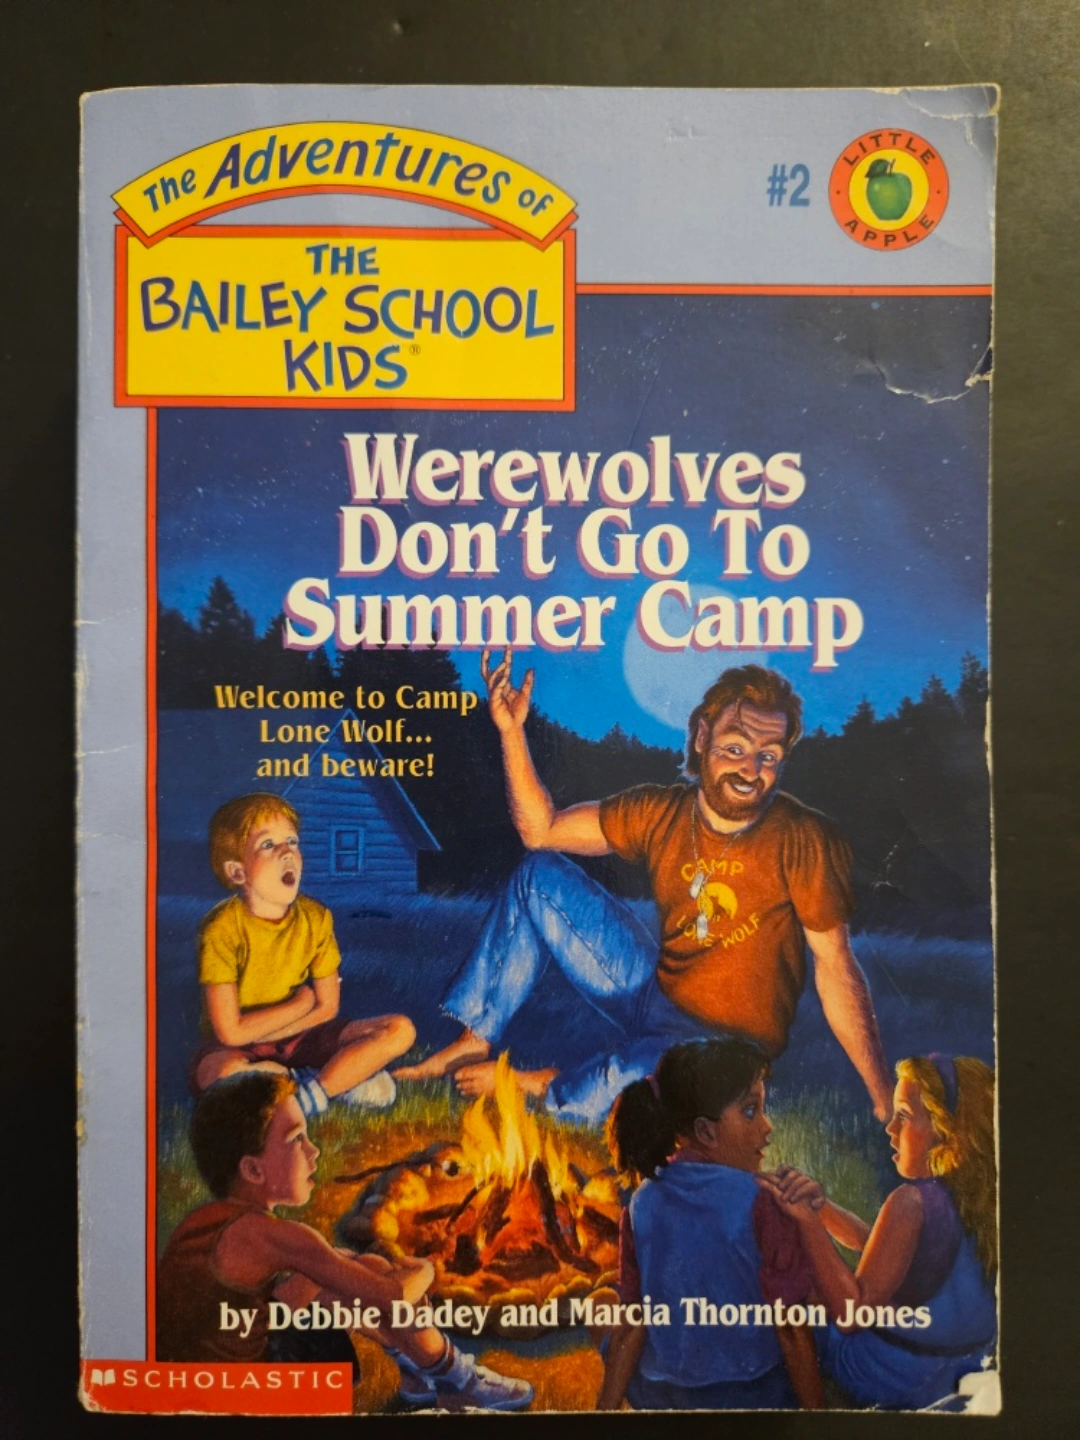 The Adventures of
THE
BAILEY SCHOOL
KIDS®
#2
LITTLE
APPLE
Werewolves
Don't Go To
Summer Camp
Welcome to Camp
Lone Wolf...
and beware!
CAMP
LONE WOLF
by Debbie Dadey and Marcia Thornton Jones
SCHOLASTIC